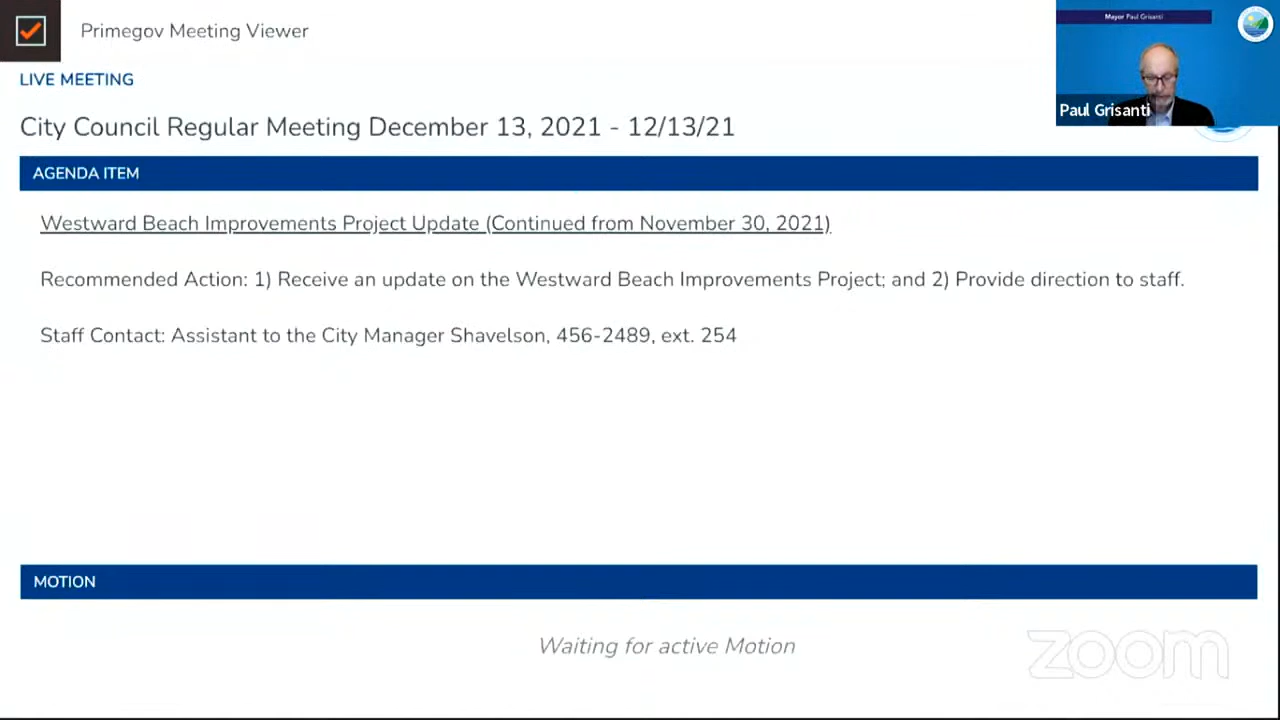 Primegov Meeting Viewer
Mayor Paul Grisanti
LIVE MEETING
Paul Grisanti
City Council Regular Meeting December 13, 2021 - 12/13/21
AGENDA ITEM
Westward Beach Improvements Project Update (Continued from November 30, 2021)
Recommended Action: 1) Receive an update on the Westward Beach Improvements Project; and 2) Provide direction to staff.
Staff Contact: Assistant to the City Manager Shavelson, 456-2489, ext. 254
MOTION
Waiting for active Motion
zoom